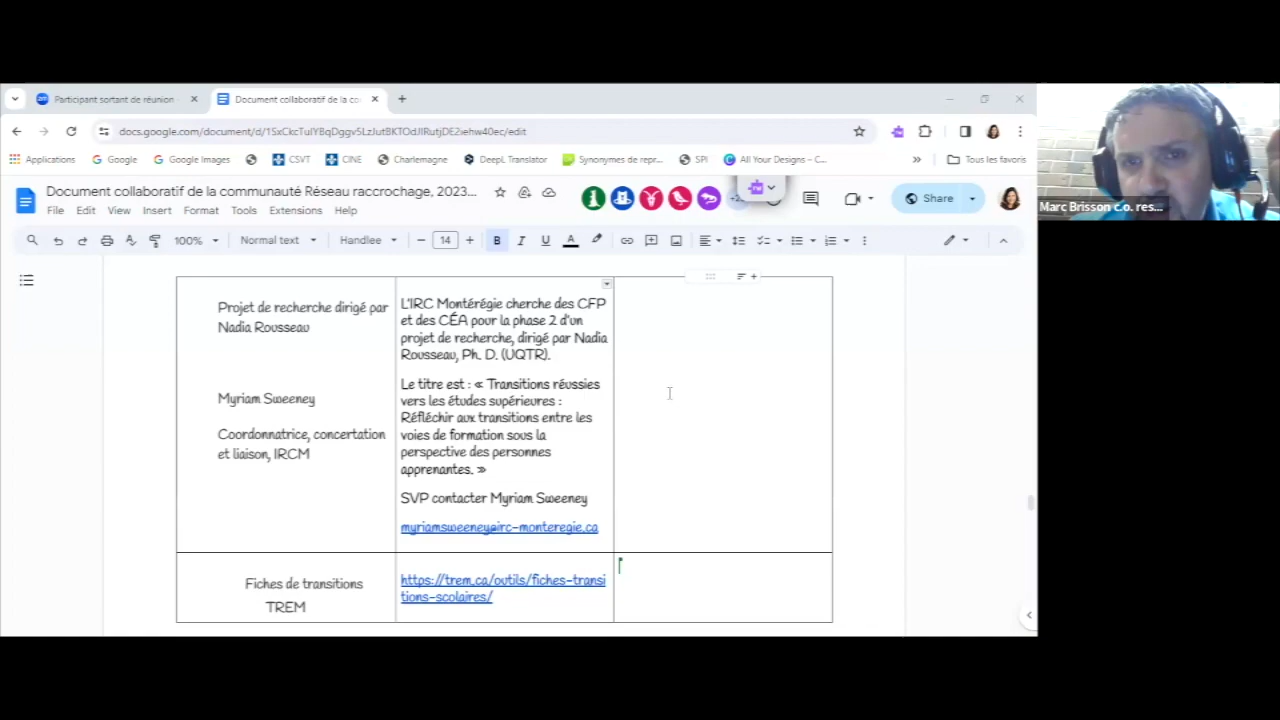 Participant sortant de réunion
Document collaboratif de la co
docs.google.com/document/d/
/edit
Applications
Google
Google Images
CSVT
CINE
Charlemagne
DeepL Translator
Synonymes de repr...
SPI
All Your Designs – C...
»
Tous les favoris
Document collaboratif de la communauté Réseau raccrochage, 2023...
Share
File Edit View Insert Format Tools Extensions Help
100%
Normal text
Handlee
14
B I U A
Projet de recherche dirigé par
Nadia Rousseau
Myriam Sweeney
Coordonnatrice, concertation
et liaison, IRCM
L'IRC Montérégie cherche des CFP
et des CÉA pour la phase 2 d'un
projet de recherche, dirigé par Nadia
Rousseau, Ph. D. (UQTR).
Le titre est : « Transitions réussies
vers les études supérieures :
Réfléchir aux transitions entre les
voies de formation sous la
perspective des personnes
apprenantes. »
SVP contacter Myriam Sweeney
myriamsweeney@irc-monteregie.ca
Fiches de transitions
TREM
https://trem.ca/outils/fiches-transi
tions-scolaires/
Marc Brisson c.o. res...